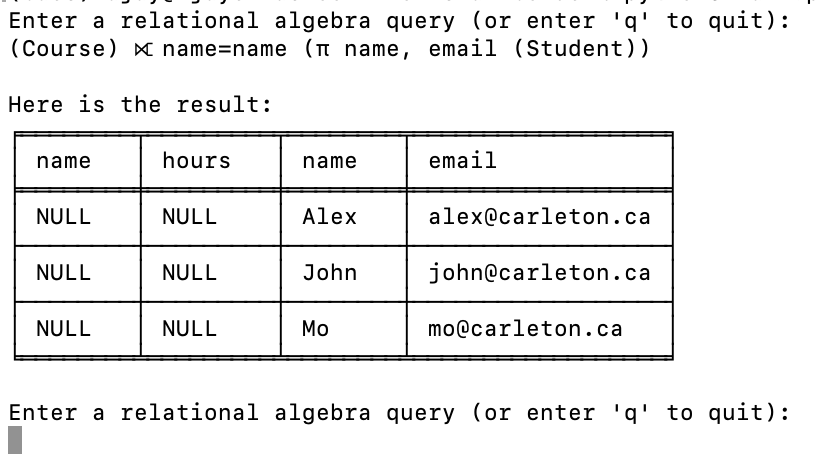 Enter a relational algebra query (or enter 'q' to quit):
(Course) ⟖ name=name (π name, email (Student))
Here is the result:
name hours name email
NULL NULL Alex alex@carleton.ca
NULL NULL John john@carleton.ca
NULL NULL Mo mo@carleton.ca
Enter a relational algebra query (or enter 'q' to quit):